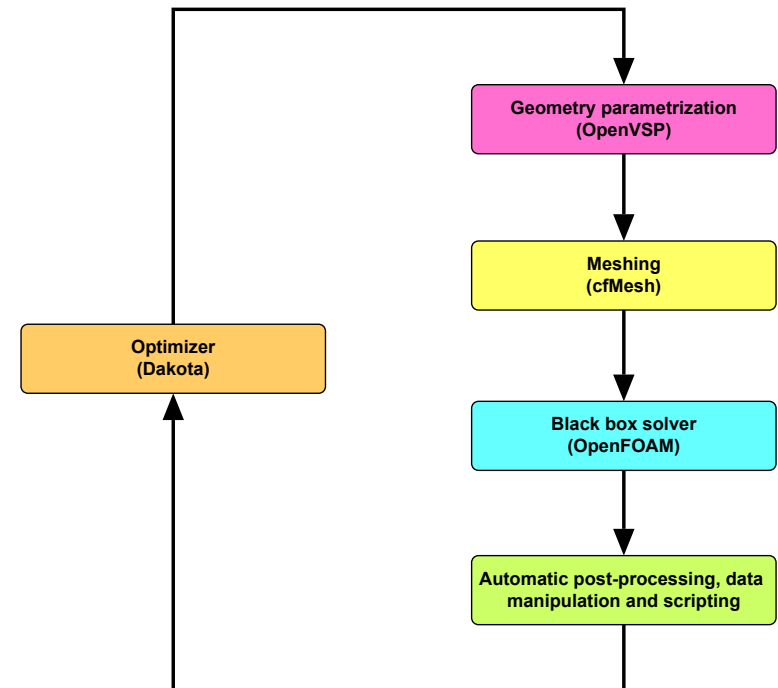 Geometry parametrization
(OpenVSP)
Meshing
(cfMesh)
Optimizer
(Dakota)
Black box solver
(OpenFOAM)
Automatic post-processing, data
manipulation and scripting